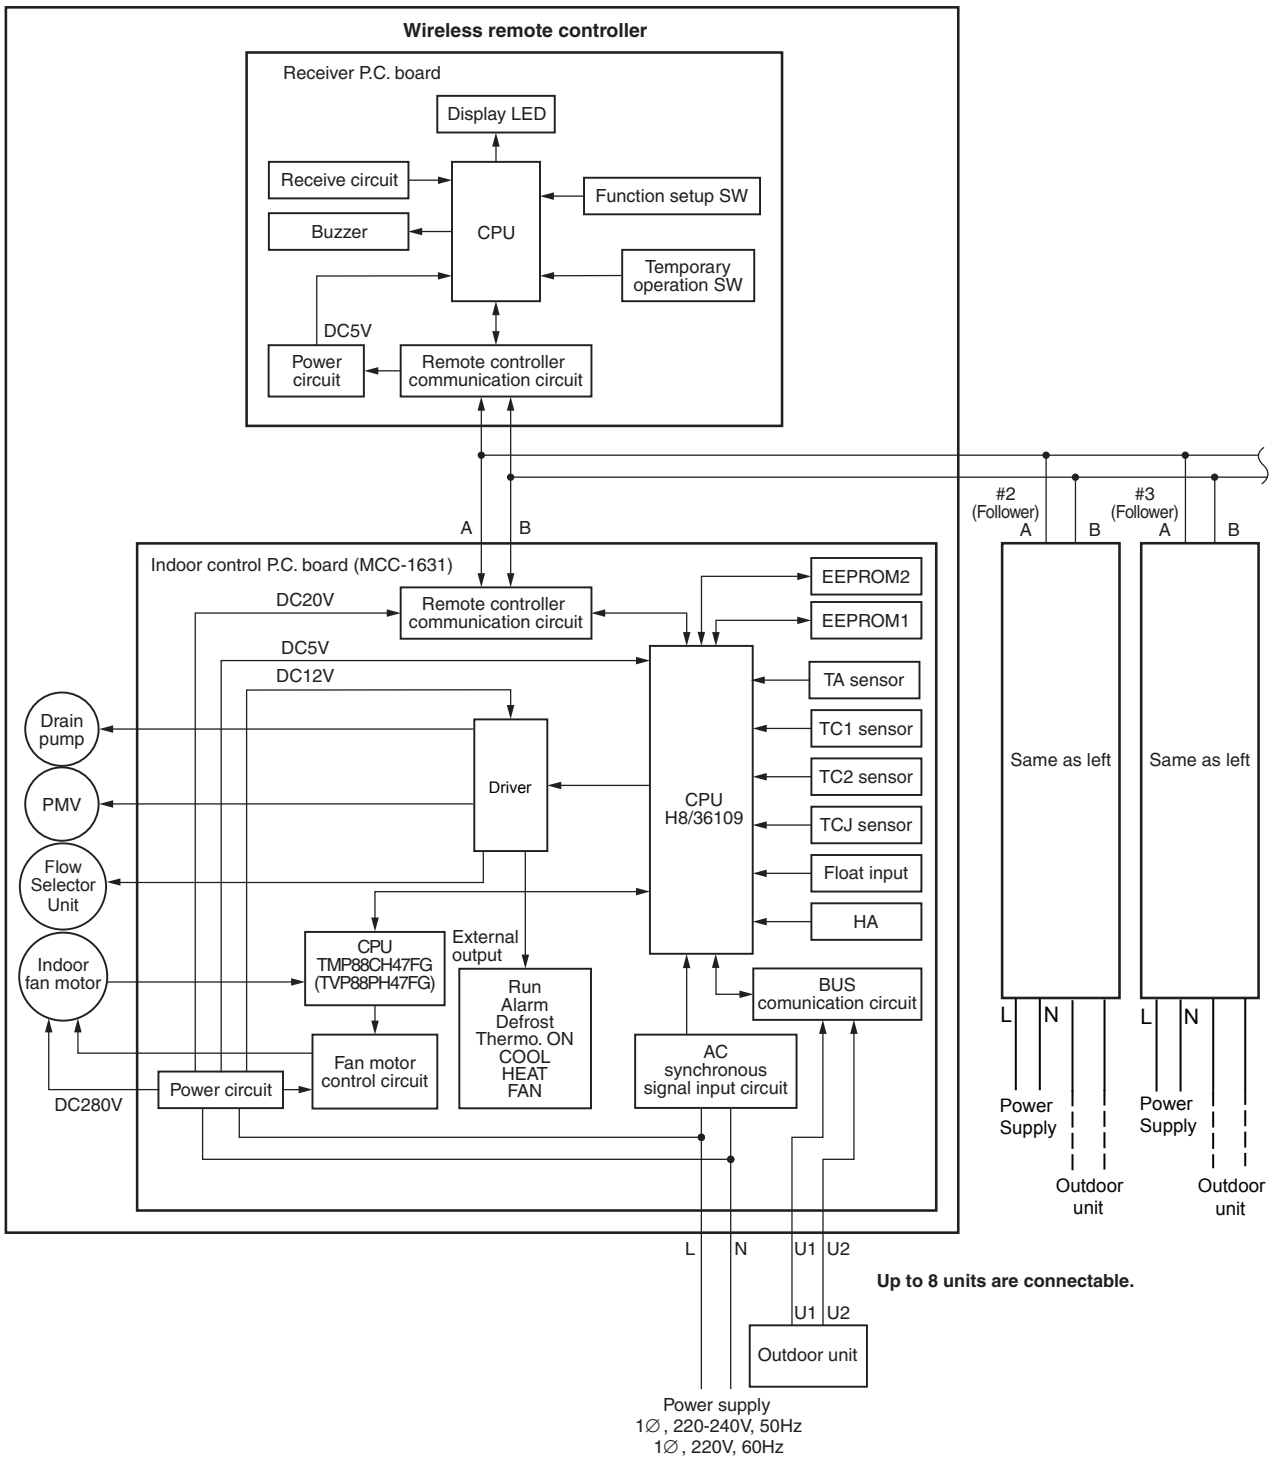 Wireless remote controller
Receiver P.C. board
Display LED
Receive circuit
Function setup SW
Buzzer
CPU
Temporary
operation SW
DC5V
Power
circuit
Remote controller
communication circuit
#2
(Follower)
A
B
#3
(Follower)
A
B
A
B
Indoor control P.C. board (MCC-1631)
DC20V
Remote controller
communication circuit
EEPROM2
EEPROM1
DC5V
DC12V
TA sensor
TC1 sensor
TC2 sensor
TCJ sensor
Float input
HA
Drain
pump
PMV
Flow
Selector
Unit
Indoor
fan motor
Driver
CPU
H8/36109
Same as left
Same as left
CPU
TMP88CH47FG
(TVP88PH47FG)
External
output
Run
Alarm
Defrost
Thermo. ON
COOL
HEAT
FAN
BUS
comunication circuit
AC
synchronous
signal input circuit
Fan motor
control circuit
Power circuit
DC280V
L
N
Power
Supply
Outdoor
unit
L
N
Power
Supply
Outdoor
unit
L
N
U1
U2
Up to 8 units are connectable.
U1
U2
Outdoor unit
Power supply
1∅, 220-240V, 50Hz
1∅, 220V, 60Hz